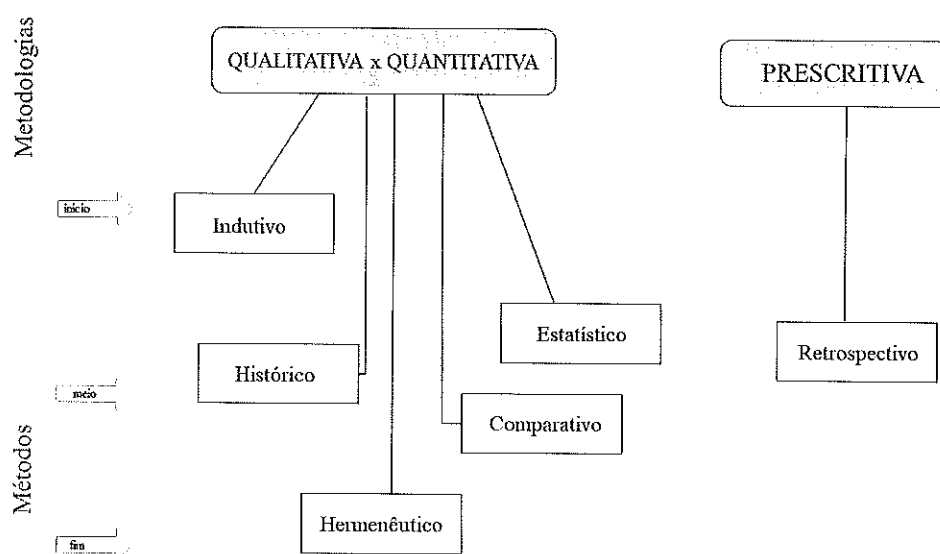 Metodologias
QUALITATIVA x QUANTITATIVA
PRESCRITIVA
início
Indutivo
Estatístico
Retrospectivo
Histórico
meio
Comparativo
Métodos
Hermenêutico
fim